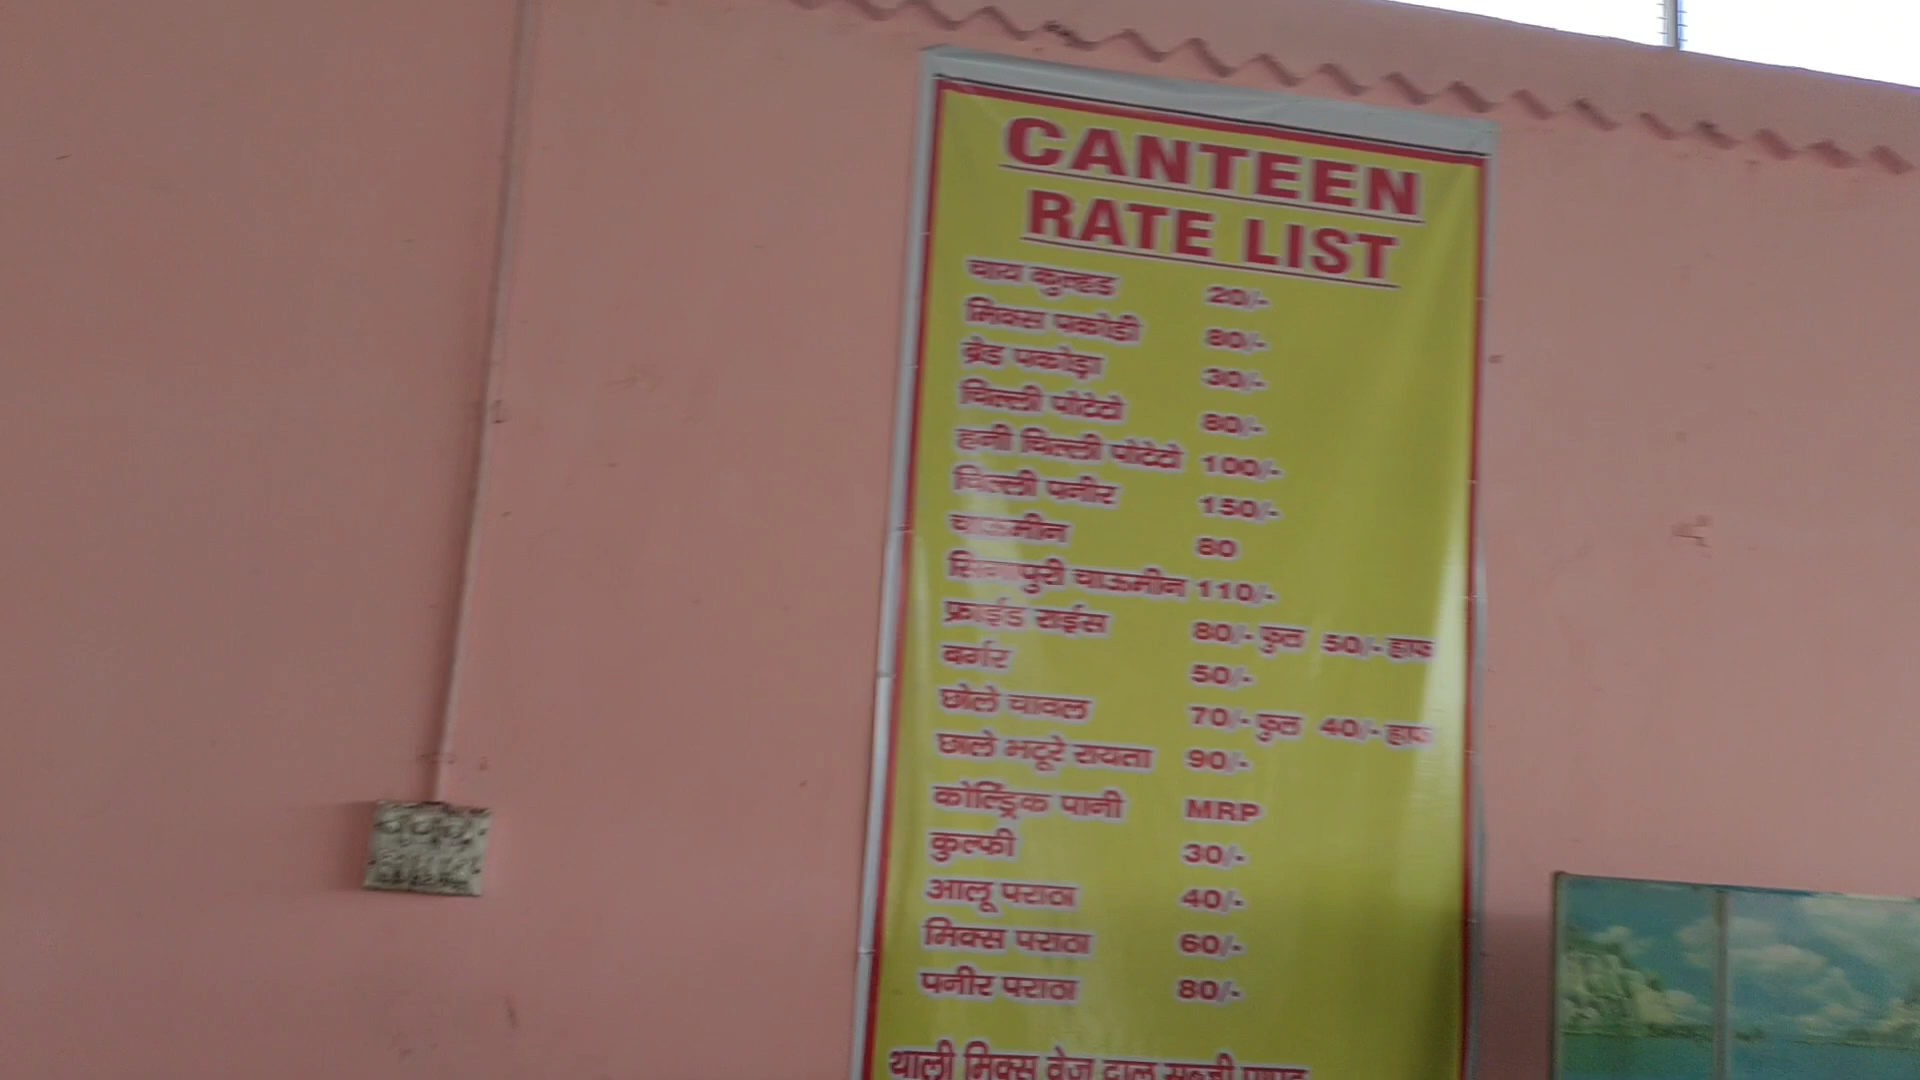 CANTEEN
RATE LIST
चाय कुल्हड 20/-
मिक्स पकोडी 80/-
ब्रेड पकोड़ा 30/-
चिल्ली पोटेटो 80/-
हनी चिल्ली पोटेटो 100/-
चिल्ली पनीर 150/-
चाऊमीन 80
सिंगापुरी चाऊमीन 110/-
फ्राईड राईस 80/- फुल 50/- हाफ
बर्गर 50/-
छोले चावल 70/- फुल 40/- हाफ
छोले भटूरे रायता 90/-
कोल्ड्रिंक पानी MRP
कुल्फी 30/-
आलू पराठा 40/-
मिक्स पराठा 60/-
पनीर पराठा 80/-
थाली मिक्स वेज दाल सब्जी